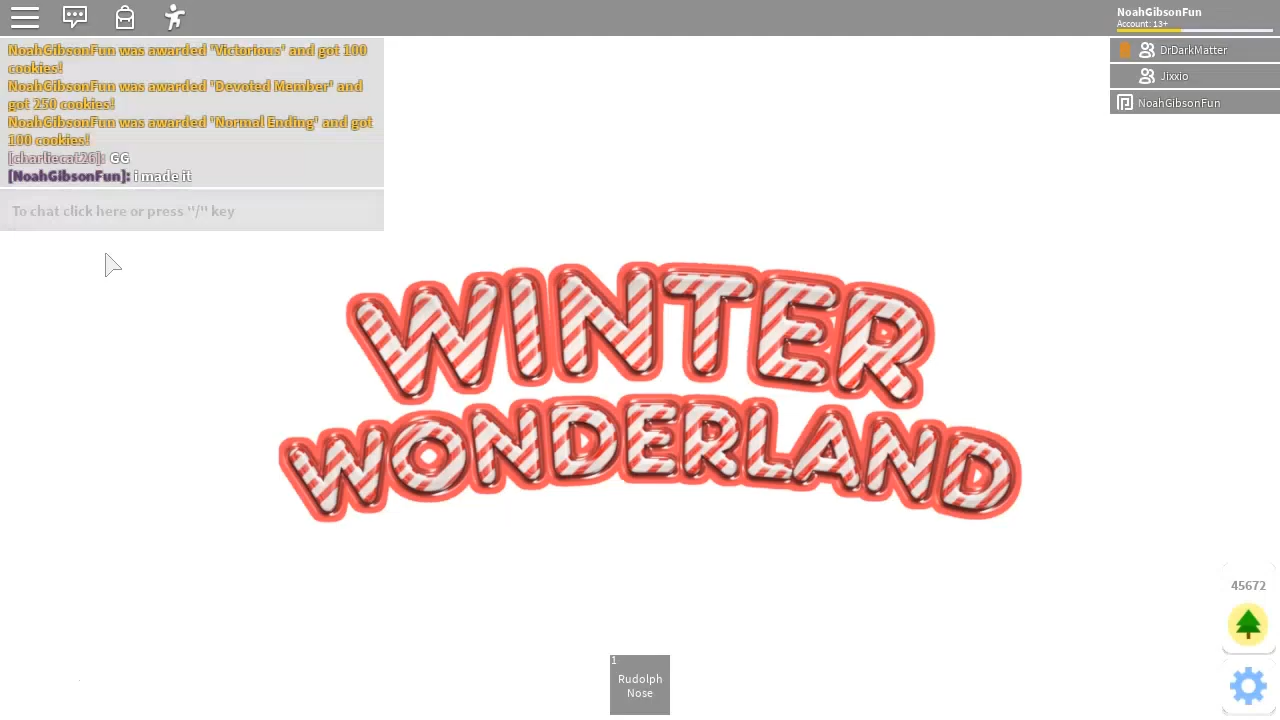 NoahGibsonFun
Account: 13+
NoahGibsonFun was awarded 'Victorious' and got 100
cookies!
NoahGibsonFun was awarded 'Devoted Member' and
got 250 cookies!
NoahGibsonFun was awarded 'Normal Ending' and got
100 cookies!
[charliecat26]: GG
[NoahGibsonFun]: i made it
To chat click here or press "/" key
DrDarkMatter
Jixxio
NoahGibsonFun
WINTER
WONDERLAND
45672
1
Rudolph
Nose